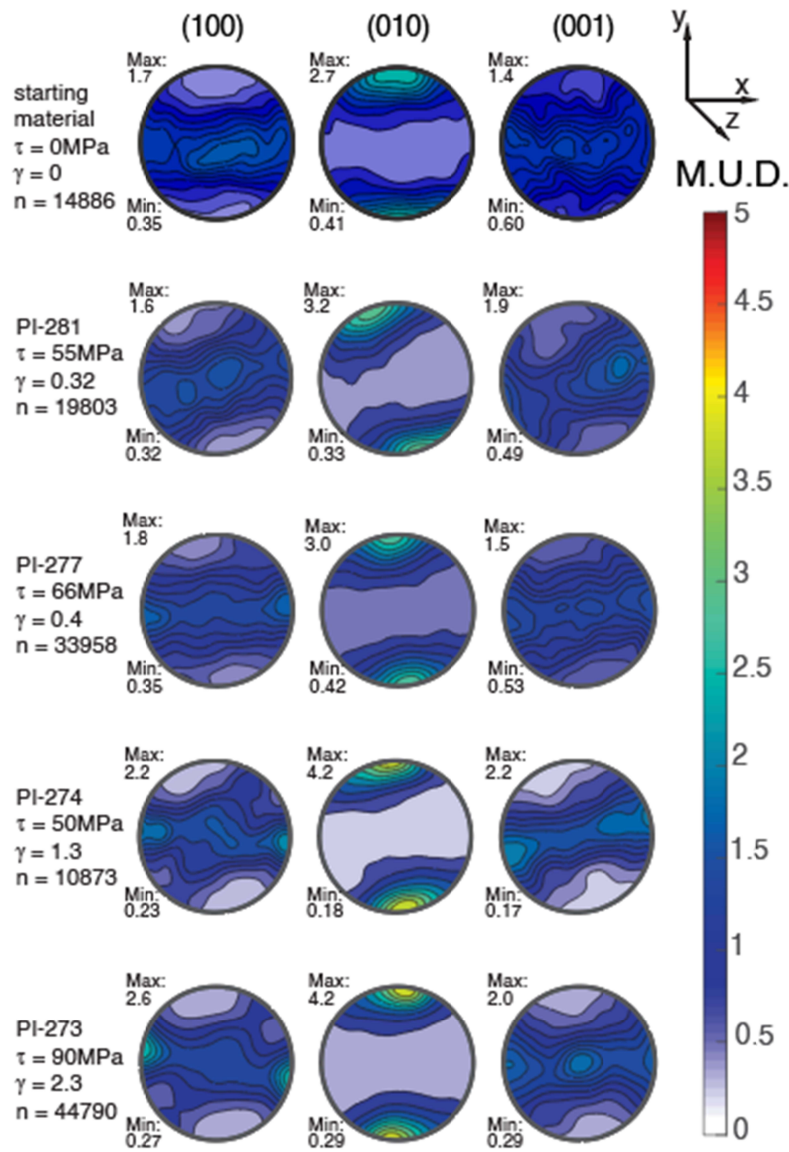 (100) (010) (001)
y
x
z
M.U.D.
5
4.5
4
3.5
3
2.5
2
1.5
1
0.5
0
starting
material
τ = 0MPa
γ = 0
n = 14886
Max:
1.7
Min:
0.35
Max:
2.7
Min:
0.41
Max:
1.4
Min:
0.60
PI-281
τ = 55MPa
γ = 0.32
n = 19803
Max:
1.6
Min:
0.32
Max:
3.2
Min:
0.33
Max:
1.9
Min:
0.49
PI-277
τ = 66MPa
γ = 0.4
n = 33958
Max:
1.8
Min:
0.35
Max:
3.0
Min:
0.42
Max:
1.5
Min:
0.53
PI-274
τ = 50MPa
γ = 1.3
n = 10873
Max:
2.2
Min:
0.23
Max:
4.2
Min:
0.18
Max:
2.2
Min:
0.17
PI-273
τ = 90MPa
γ = 2.3
n = 44790
Max:
2.6
Min:
0.27
Max:
4.2
Min:
0.29
Max:
2.0
Min:
0.29